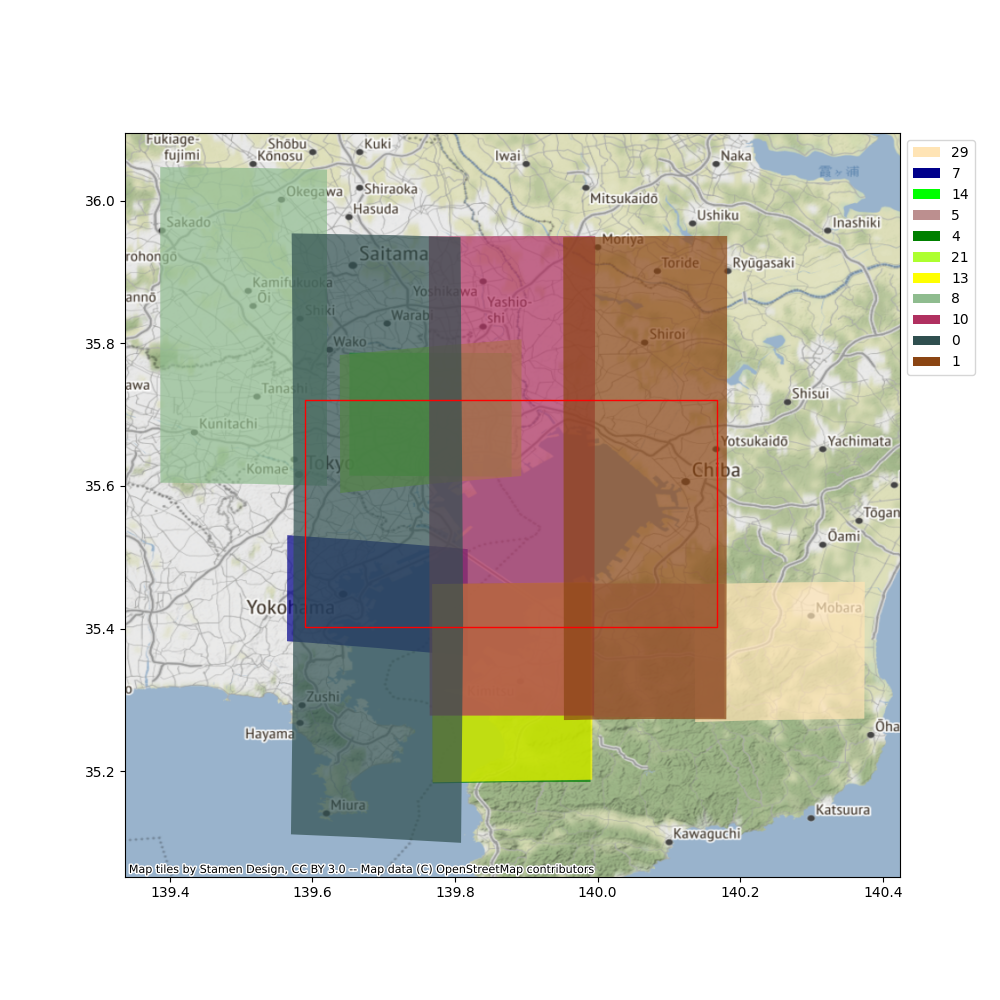 Fukiage-
fujimi
Shōbu
Kōnosu
Kuki
Iwai
Naka
霞ヶ浦
36.0
Okegawa
Shiraoka
Hasuda
Mitsukaidō
Ushiku
Inashiki
Sakado
rohongō
Saitama
Moriya
Toride
Ryūgasaki
annō
Kamifukuoka
Ōi
Yoshikawa
Yashio-
shi
Shiki
Warabi
35.8
Wako
Shiroi
awa
Tanashi
Shisui
Kunitachi
Yotsukaidō
Yachimata
Komae
Tokyo
Chiba
35.6
Tōgan
Ōami
Yokohama
Mobara
35.4
o
Zushi
Hayama
Ōha
35.2
Miura
Katsuura
Kawaguchi
Map tiles by Stamen Design, CC BY 3.0 -- Map data (C) OpenStreetMap contributors
139.4
139.6
139.8
140.0
140.2
140.4
29
7
14
5
4
21
13
8
10
0
1